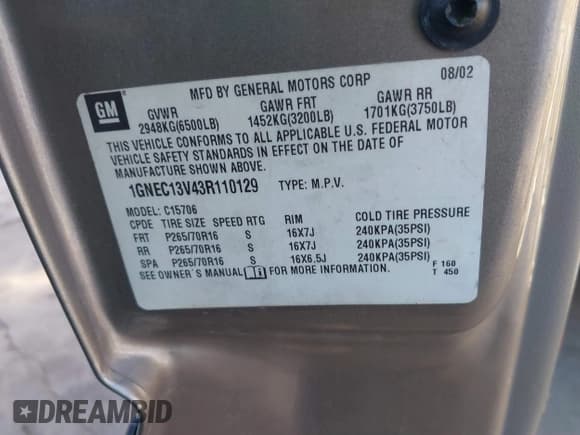 MFD BY GENERAL MOTORS CORP 08/02
GM
GVWR GAWR FRT GAWR RR
2948KG(6500LB) 1452KG(3200LB) 1701KG(3750LB)
THIS VEHICLE CONFORMS TO ALL APPLICABLE U.S. FEDERAL MOTOR
VEHICLE SAFETY STANDARDS IN EFFECT ON THE DATE OF
MANUFACTURE SHOWN ABOVE.
1GNEC13V43R110129 TYPE: M.P.V.
MODEL: C15706
CPDE TIRE SIZE SPEED RTG RIM COLD TIRE PRESSURE
FRT P265/70R16 S 16X7J 240KPA(35PSI)
RR P265/70R16 S 16X7J 240KPA(35PSI)
SPA P265/70R16 S 16X6.5J 240KPA(35PSI)
SEE OWNER'S MANUAL FOR MORE INFORMATION. F 160
T 450
DREAMBID